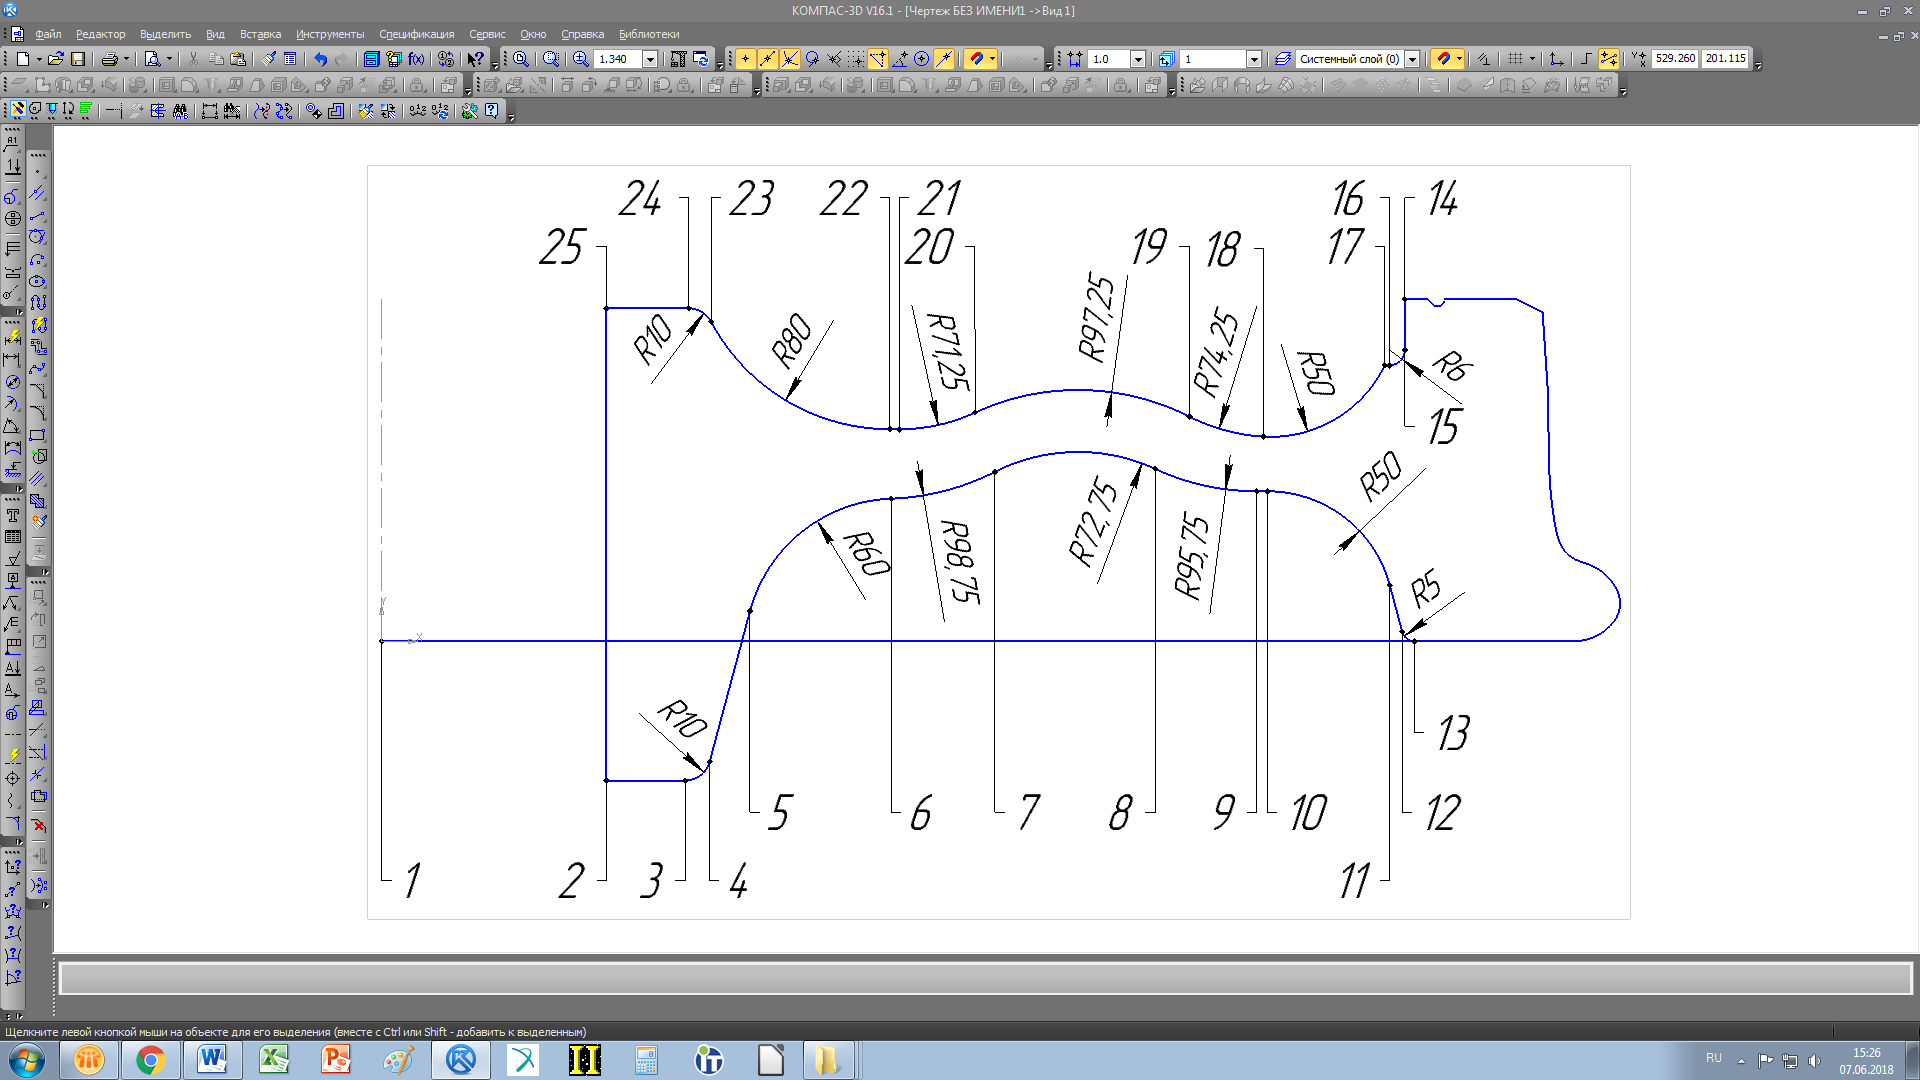 КОМПАС-3D V16.1 - [Чертеж БЕЗ ИМЕНИ1 ->Вид 1]
Файл Редактор Выделить Вид Вставка Инструменты Спецификация Сервис Окно Справка Библиотеки
1.340 1.0 1 Системный слой (0) 529.260 201.115
24 23 22 21 16 14
25 20 19 18 17
R10 R80 R71,25 R97,25 R74,25 R50 R6
15
R60 R98,75 R72,75 R95,75 R50 R5
Y
X
R10
13
5 6 7 8 9 10 12
1 2 3 4 11
Щелкните левой кнопкой мыши на объекте для его выделения (вместе с Ctrl или Shift - добавить к выделенным)
RU
15:26
07.06.2018